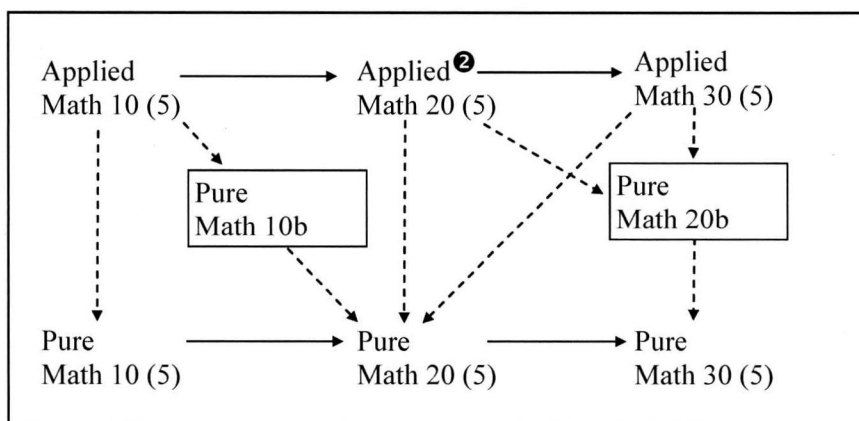 Applied
Math 10 (5)
Applied❷
Math 20 (5)
Applied
Math 30 (5)
Pure
Math 10b
Pure
Math 20b
Pure
Math 10 (5)
Pure
Math 20 (5)
Pure
Math 30 (5)